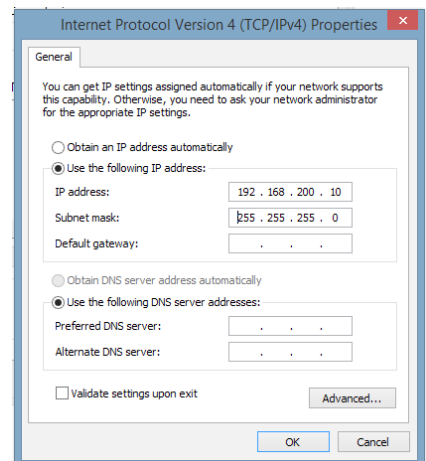 Internet Protocol Version 4 (TCP/IPv4) Properties
General
You can get IP settings assigned automatically if your network supports
this capability. Otherwise, you need to ask your network administrator
for the appropriate IP settings.
Obtain an IP address automatically
Use the following IP address:
IP address: 192 . 168 . 200 . 10
Subnet mask: 255 . 255 . 255 . 0
Default gateway: . . .
Obtain DNS server address automatically
Use the following DNS server addresses:
Preferred DNS server: . . .
Alternate DNS server: . . .
Validate settings upon exit
Advanced...
OK Cancel